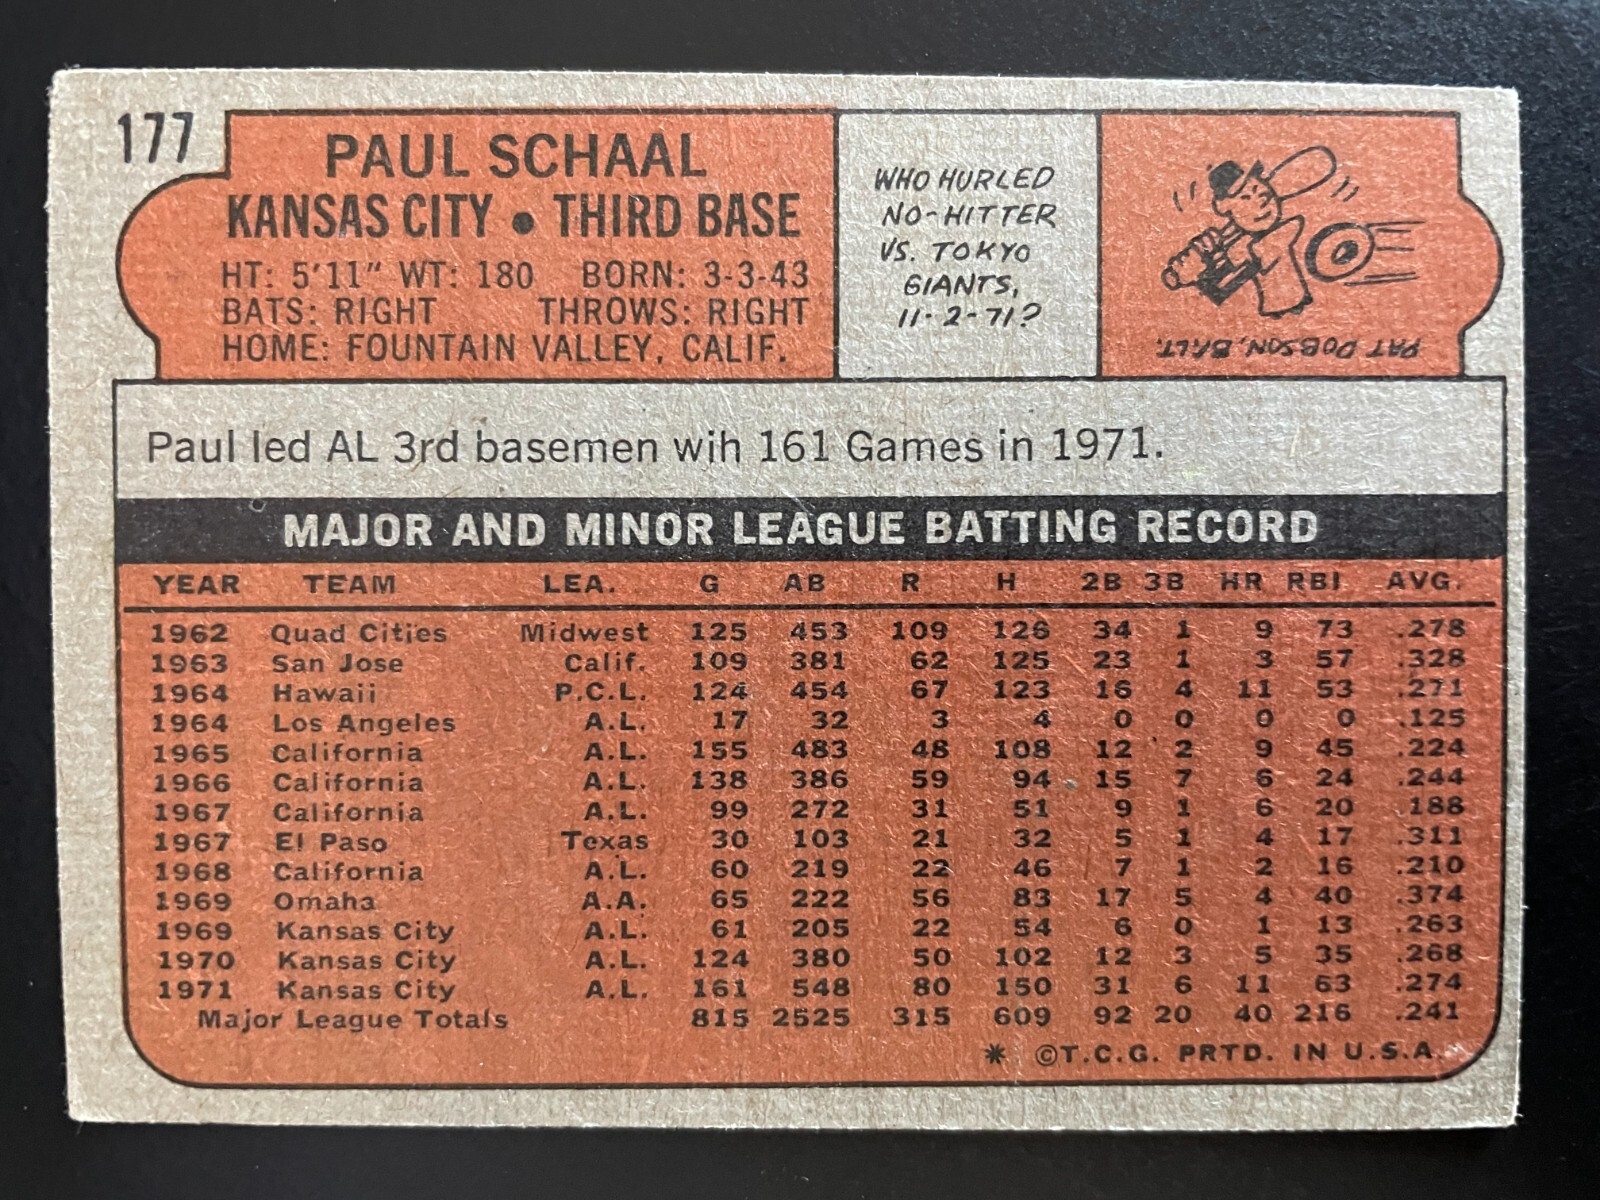 177
PAUL SCHAAL
KANSAS CITY • THIRD BASE
HT: 5'11" WT: 180 BORN: 3-3-43
BATS: RIGHT THROWS: RIGHT
HOME: FOUNTAIN VALLEY, CALIF.
WHO HURLED
NO-HITTER
VS. TOKYO
GIANTS,
11-2-71?
PAT DOBSON, BALT.
Paul led AL 3rd basemen wih 161 Games in 1971.
MAJOR AND MINOR LEAGUE BATTING RECORD
YEAR TEAM LEA. G AB R H 2B 3B HR RBI AVG.
1962 Quad Cities Midwest 125 453 109 126 34 1 9 73 .278
1963 San Jose Calif. 109 381 62 125 23 1 3 57 .328
1964 Hawaii P.C.L. 124 454 67 123 16 4 11 53 .271
1964 Los Angeles A.L. 17 32 3 4 0 0 0 0 .125
1965 California A.L. 155 483 48 108 12 2 9 45 .224
1966 California A.L. 138 386 59 94 15 7 6 24 .244
1967 California A.L. 99 272 31 51 9 1 6 20 .188
1967 El Paso Texas 30 103 21 32 5 1 4 17 .311
1968 California A.L. 60 219 22 46 7 1 2 16 .210
1969 Omaha A.A. 65 222 56 83 17 5 4 40 .374
1969 Kansas City A.L. 61 205 22 54 6 0 1 13 .263
1970 Kansas City A.L. 124 380 50 102 12 3 5 35 .268
1971 Kansas City A.L. 161 548 80 150 31 6 11 63 .274
Major League Totals 815 2525 315 609 92 20 40 216 .241
* ©T.C.G. PRTD. IN U.S.A.